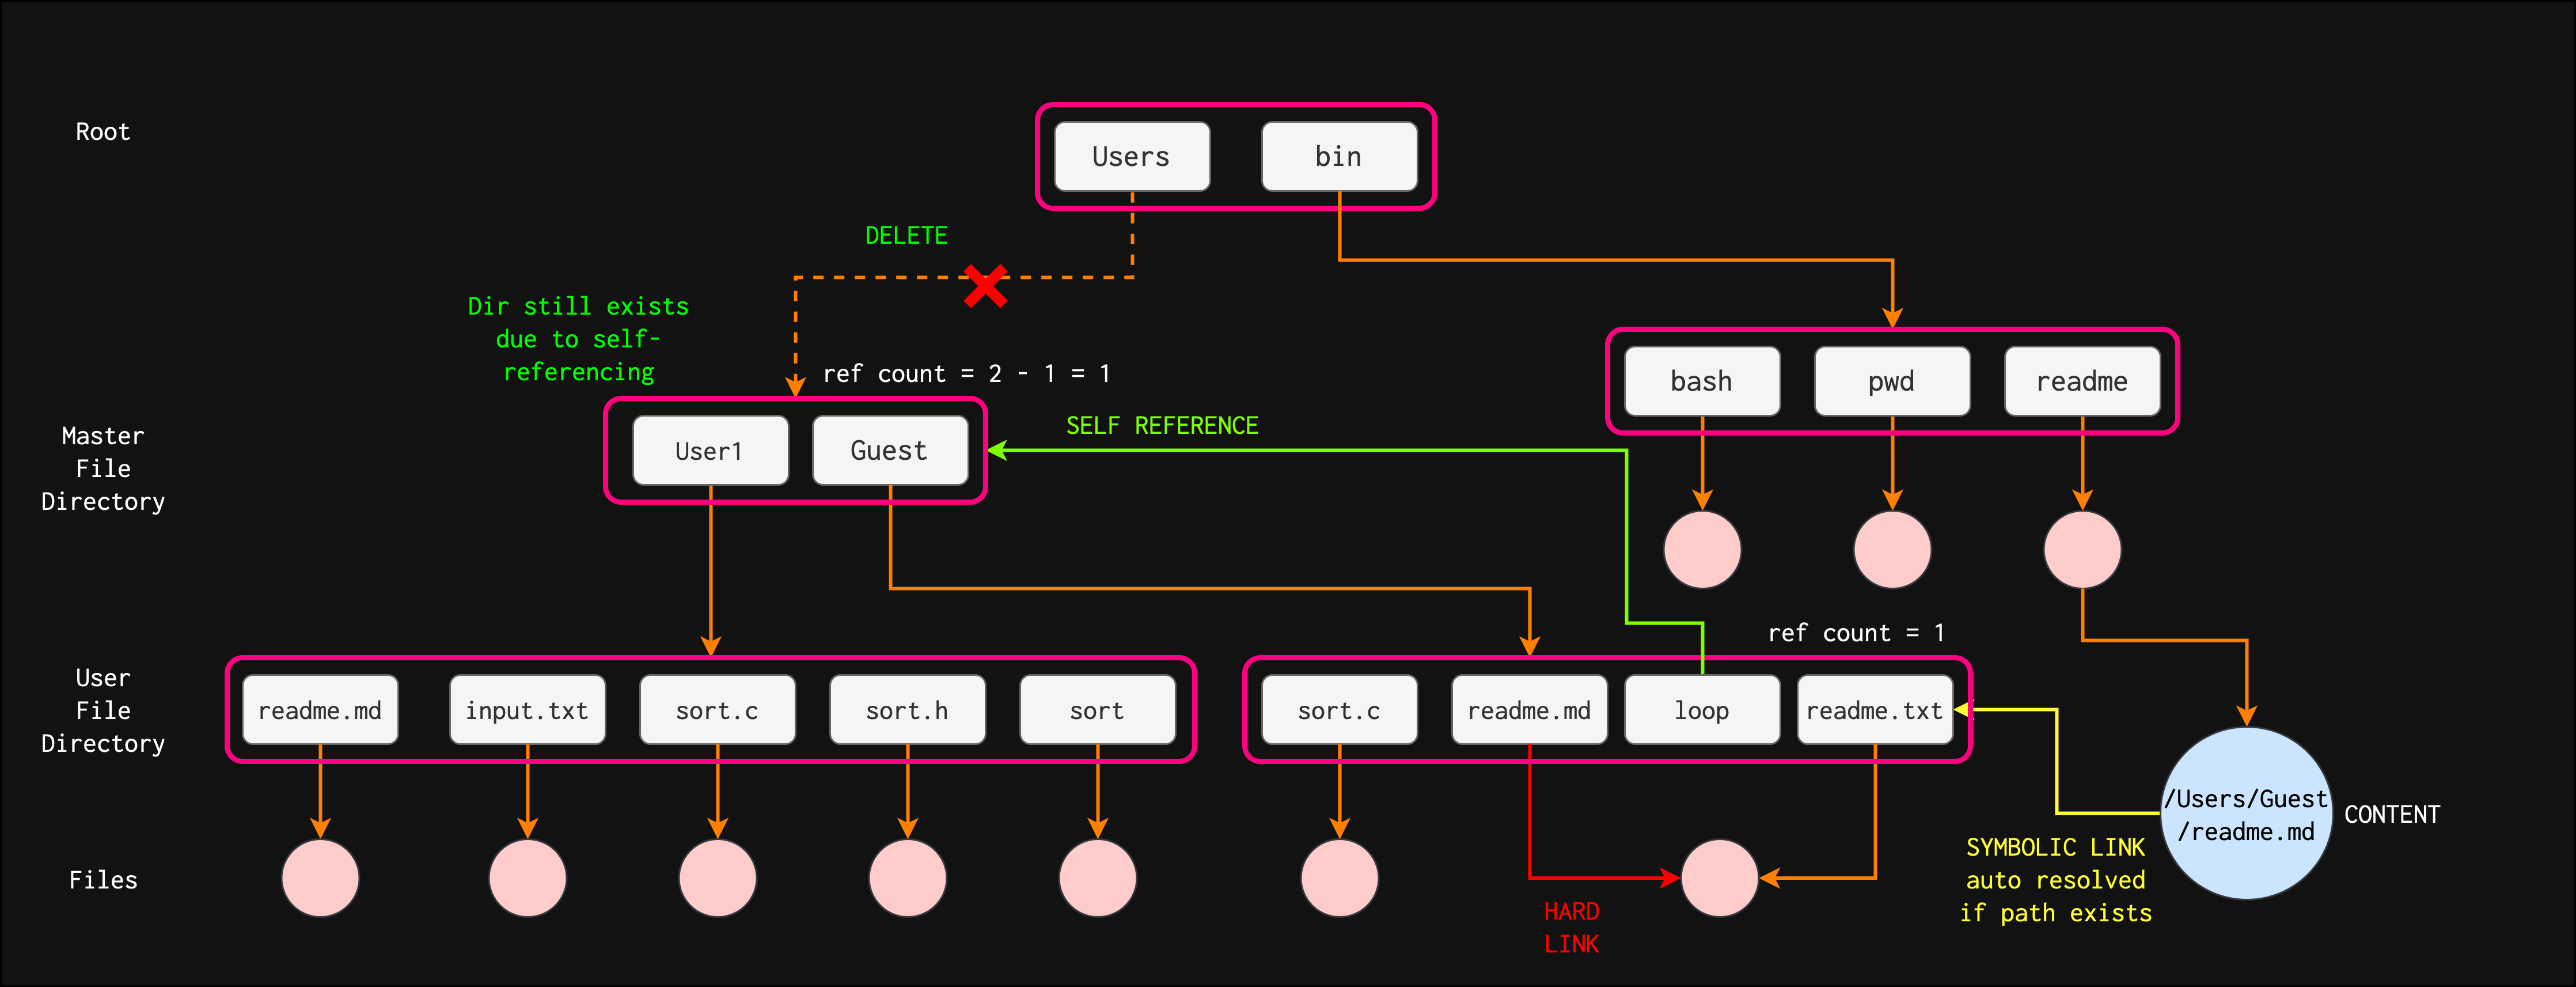 Root
Users
bin
DELETE
Dir still exists
due to self-
referencing
ref count = 2 - 1 = 1
bash
pwd
readme
Master
File
Directory
User1
Guest
SELF REFERENCE
ref count = 1
User
File
Directory
readme.md
input.txt
sort.c
sort.h
sort
sort.c
readme.md
loop
readme.txt
/Users/Guest
/readme.md
CONTENT
SYMBOLIC LINK
auto resolved
if path exists
Files
HARD
LINK